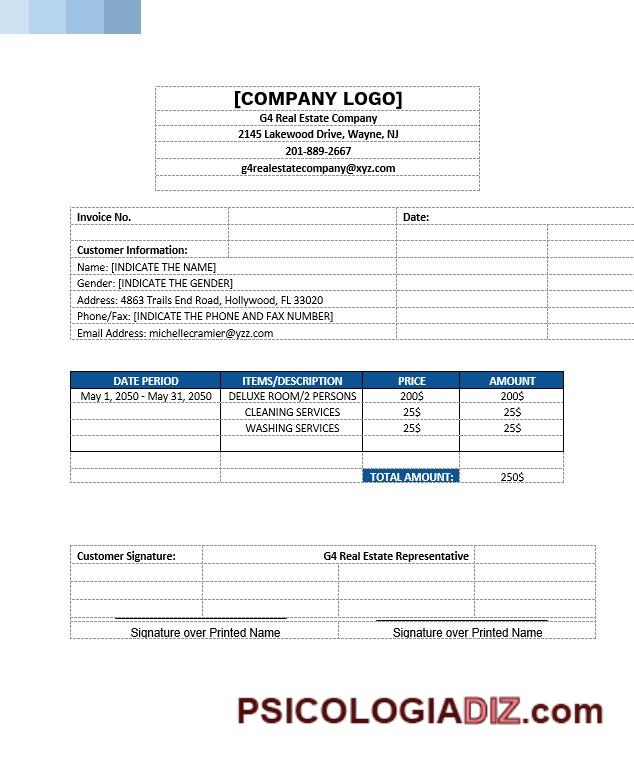 [COMPANY LOGO]
G4 Real Estate Company
2145 Lakewood Drive, Wayne, NJ
201-889-2667
g4realestatecompany@xyz.com
Invoice No. Date:
Customer Information:
Name: [INDICATE THE NAME]
Gender: [INDICATE THE GENDER]
Address: 4863 Trails End Road, Hollywood, FL 33020
Phone/Fax: [INDICATE THE PHONE AND FAX NUMBER]
Email Address: michellecramier@yzz.com
DATE PERIOD ITEMS/DESCRIPTION PRICE AMOUNT
May 1, 2050 - May 31, 2050 DELUXE ROOM/2 PERSONS 200$ 200$
CLEANING SERVICES 25$ 25$
WASHING SERVICES 25$ 25$
TOTAL AMOUNT: 250$
Customer Signature: G4 Real Estate Representative
Signature over Printed Name Signature over Printed Name
PSICOLOGIADIZ.com